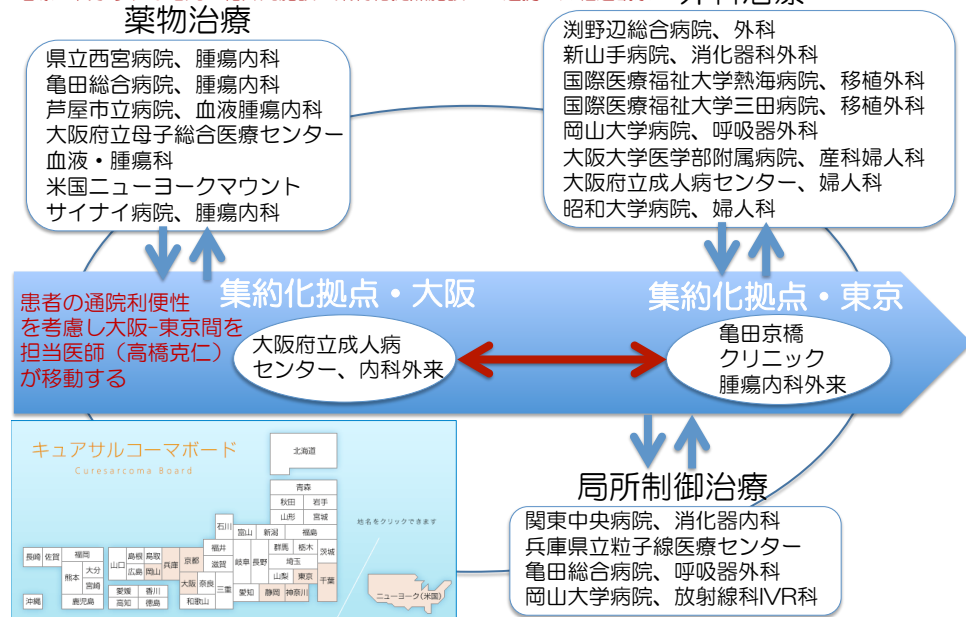 薬物治療
県立西宮病院、腫瘍内科
亀田総合病院、腫瘍内科
芦屋市立病院、血液腫瘍内科
大阪府立母子総合医療センター
血液・腫瘍科
米国ニューヨークマウント
サイナイ病院、腫瘍内科
渕野辺総合病院、外科
新山手病院、消化器科外科
国際医療福祉大学熱海病院、移植外科
国際医療福祉大学三田病院、移植外科
岡山大学病院、呼吸器外科
大阪大学医学部附属病院、産科婦人科
大阪府立成人病センター、婦人科
昭和大学病院、婦人科
患者の通院利便性
を考慮し大阪-東京間を
担当医師（高橋克仁）
が移動する
集約化拠点・大阪
大阪府立成人病
センター、内科外来
集約化拠点・東京
亀田京橋
クリニック
腫瘍内科外来
局所制御治療
関東中央病院、消化器内科
兵庫県立粒子線医療センター
亀田総合病院、呼吸器外科
岡山大学病院、放射線科IVR科
キュアサルコーマボード
Curesarcoma Board
地名をクリックできます
北海道
青森
秋田 岩手
山形 宮城
石川 富山 新潟 福島
福井 岐阜 長野 群馬 栃木 茨城
滋賀 埼玉
山梨 東京 千葉
長崎 佐賀 福岡
熊本 大分
宮崎
鹿児島
沖縄
山口 島根 鳥取 兵庫 京都
広島 岡山
愛媛 香川
高知 徳島
大阪 奈良 三重 愛知 静岡 神奈川
和歌山
ニューヨーク(米国)